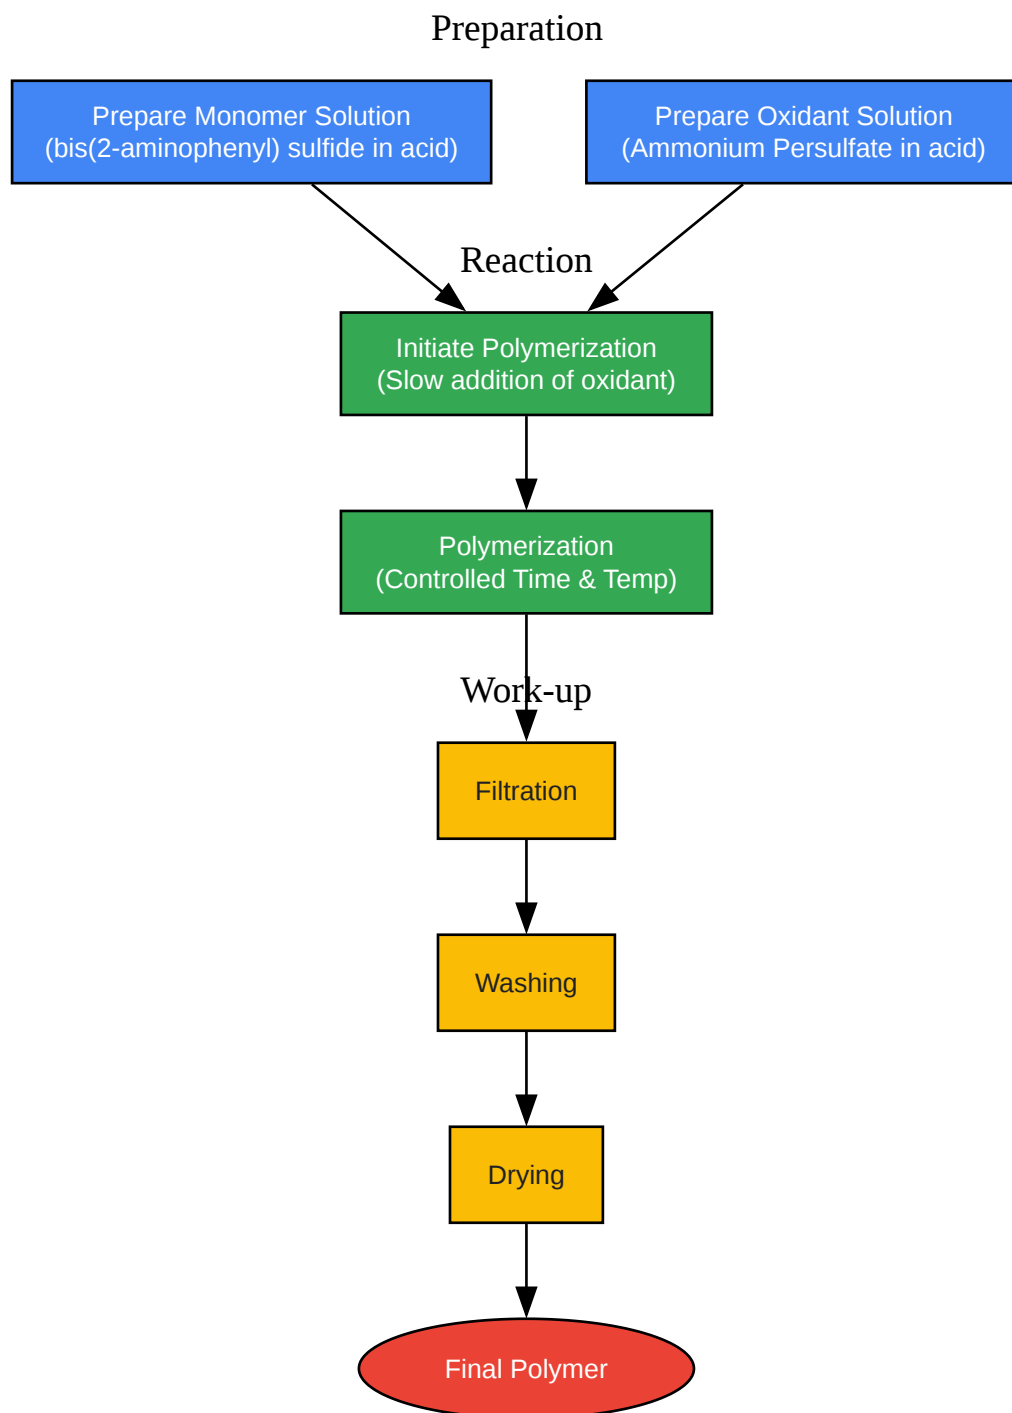 Preparation
Prepare Monomer Solution
(bis(2-aminophenyl) sulfide in acid)
Prepare Oxidant Solution
(Ammonium Persulfate in acid)
Reaction
Initiate Polymerization
(Slow addition of oxidant)
Polymerization
(Controlled Time & Temp)
Work-up
Filtration
Washing
Drying
Final Polymer